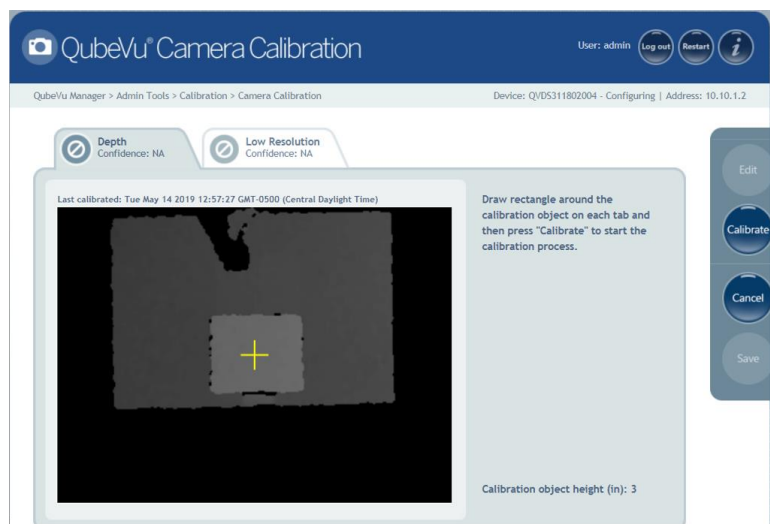 QubeVu® Camera Calibration
User: admin
Log out
Restart
i
QubeVu Manager > Admin Tools > Calibration > Camera Calibration
Device: QVDS311802004 - Configuring | Address: 10.10.1.2
Depth
Confidence: NA
Low Resolution
Confidence: NA
Last calibrated: Tue May 14 2019 12:57:27 GMT-0500 (Central Daylight Time)
Draw rectangle around the
calibration object on each tab and
then press "Calibrate" to start the
calibration process.
Calibration object height (in): 3
Edit
Calibrate
Cancel
Save